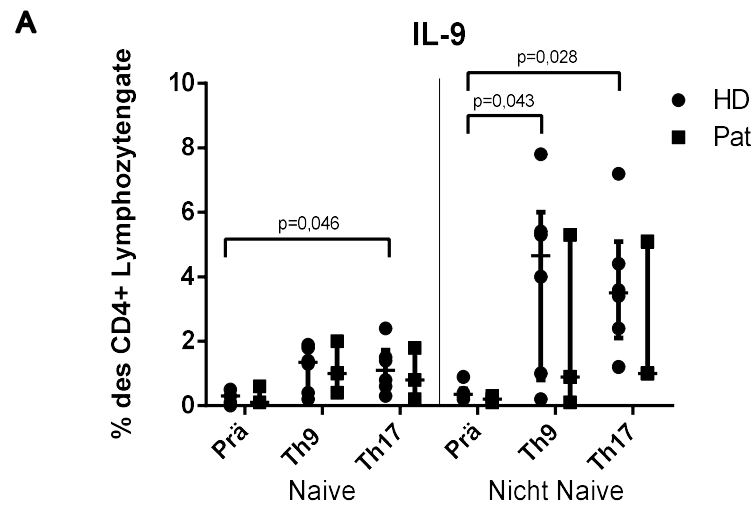 A
IL-9
% des CD4+ Lymphozytengate
10
8
6
4
2
0
p=0,046
p=0,028
p=0,043
HD
Pat
Prä
Th9
Th17
Prä
Th9
Th17
Naive
Nicht Naive